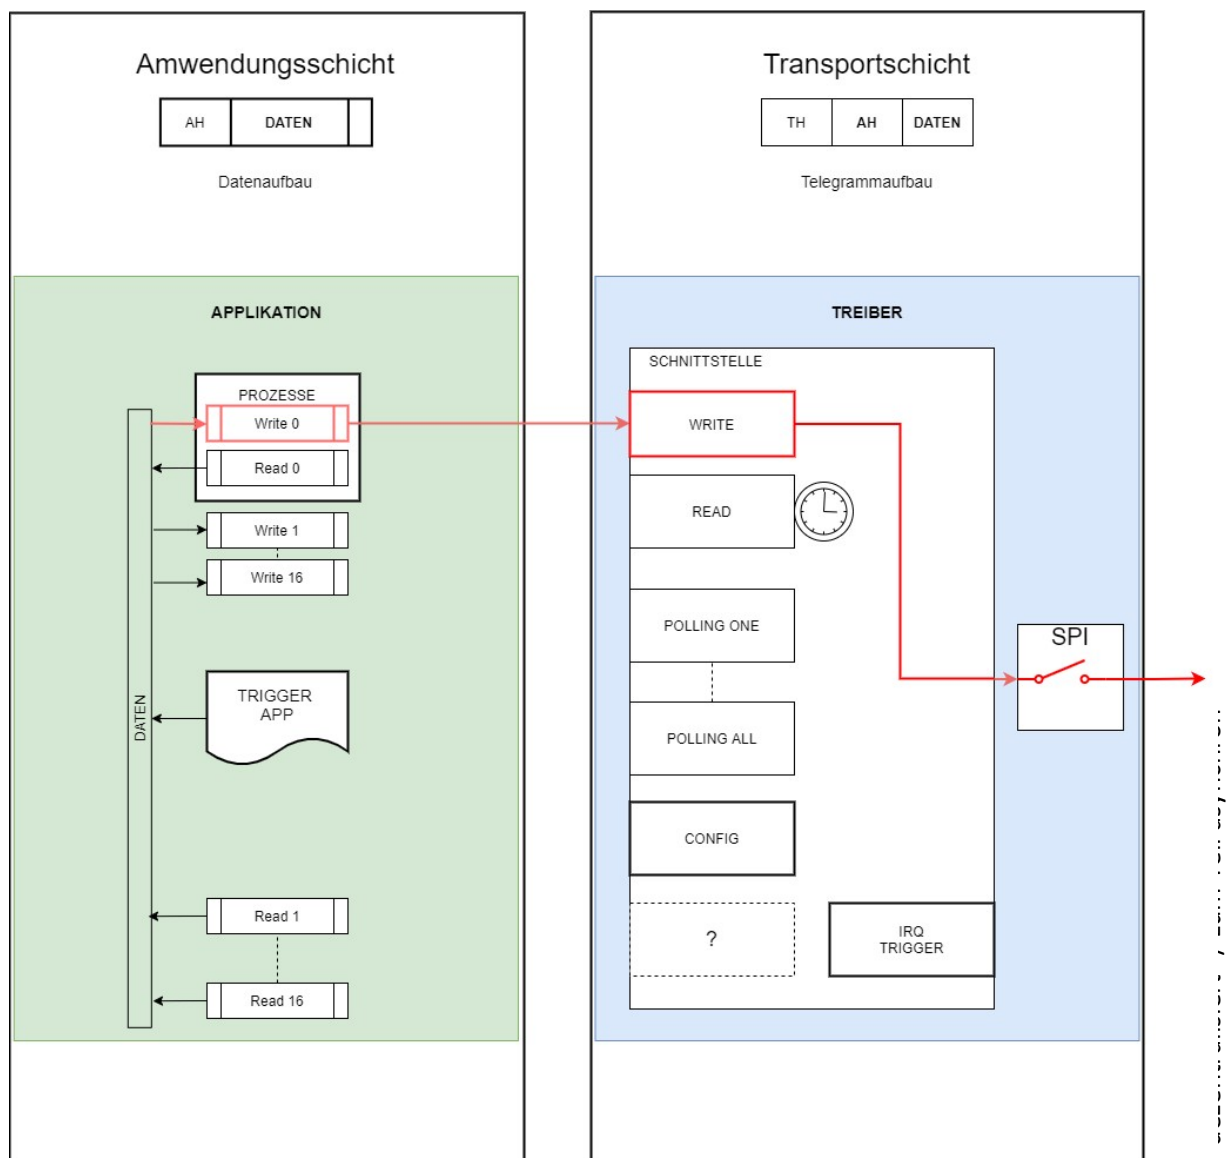 Amwendungsschicht
AH
DATEN
Datenaufbau
APPLIKATION
PROZESSE
Write 0
Read 0
Write 1
Write 16
TRIGGER
APP
DATEN
Read 1
Read 16
Transportschicht
TH
AH
DATEN
Telegrammaufbau
TREIBER
SCHNITTSTELLE
WRITE
READ
POLLING ONE
POLLING ALL
CONFIG
?
IRQ
TRIGGER
SPI